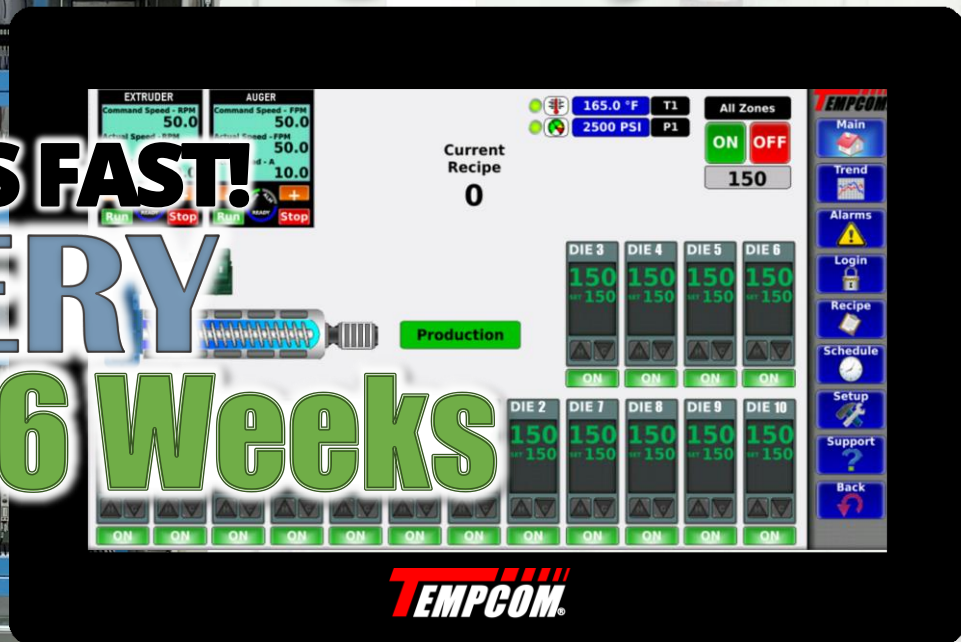 EXTRUDER
Command Speed - RPM
50.0
AUGER
Command Speed - FPM
50.0
Actual Speed -FPM
50.0
10.0
Run
READY
Stop
Run
READY
Stop
S FAST!
ERY
6 Weeks
Current
Recipe
0
165.0 °F T1
2500 PSI P1
All Zones
ON OFF
150
Production
DIE 3 DIE 4 DIE 5 DIE 6
150 150 150 150
SET 150 SET 150 SET 150 SET 150
ON ON ON ON
DIE 2 DIE 7 DIE 8 DIE 9 DIE 10
150 150 150 150 150
SET 150 SET 150 SET 150 SET 150 SET 150
ON ON ON ON ON ON ON ON ON ON ON ON
TEMPCOM
Main
Trend
Alarms
Login
Recipe
Schedule
Setup
Support
?
Back
TEMPCOM®